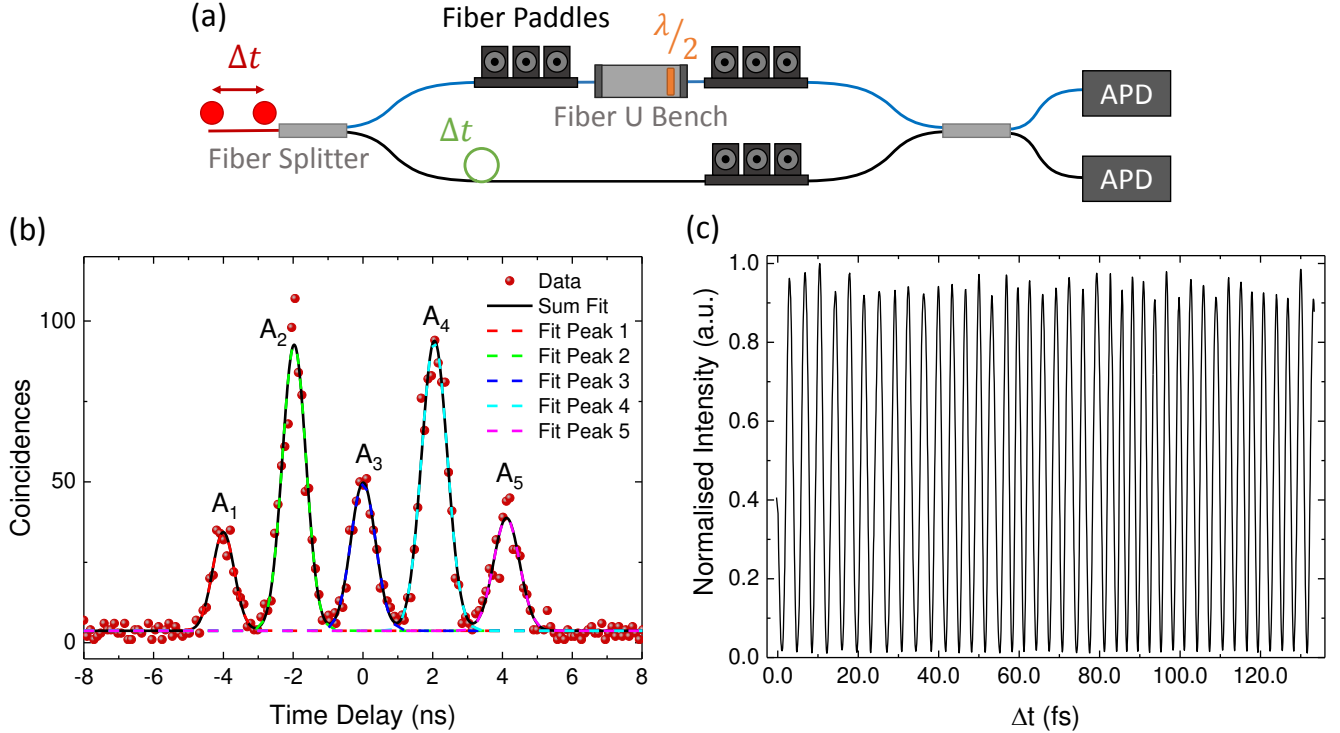 (a)
Fiber Paddles
λ/2
Δt
Fiber U Bench
APD
Δt
Fiber Splitter
APD
(b)
Coincidences
100
50
0
-8 -6 -4 -2 0 2 4 6 8
Time Delay (ns)
A1
A2
A3
A4
A5
Data
Sum Fit
Fit Peak 1
Fit Peak 2
Fit Peak 3
Fit Peak 4
Fit Peak 5
(c)
Normalised Intensity (a.u.)
1.0
0.8
0.6
0.4
0.2
0.0
0.0 20.0 40.0 60.0 80.0 100.0 120.0
Δt (fs)